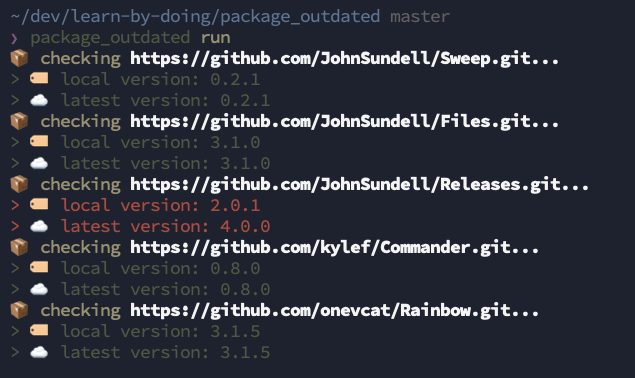 ~/dev/learn-by-doing/package_outdated master
❯ package_outdated run
📦 checking https://github.com/JohnSundell/Sweep.git...
> 🏷️ local version: 0.2.1
> ☁️ latest version: 0.2.1
📦 checking https://github.com/JohnSundell/Files.git...
> 🏷️ local version: 3.1.0
> ☁️ latest version: 3.1.0
📦 checking https://github.com/JohnSundell/Releases.git...
> 🏷️ local version: 2.0.1
> ☁️ latest version: 4.0.0
📦 checking https://github.com/kylef/Commander.git...
> 🏷️ local version: 0.8.0
> ☁️ latest version: 0.8.0
📦 checking https://github.com/onevcat/Rainbow.git...
> 🏷️ local version: 3.1.5
> ☁️ latest version: 3.1.5